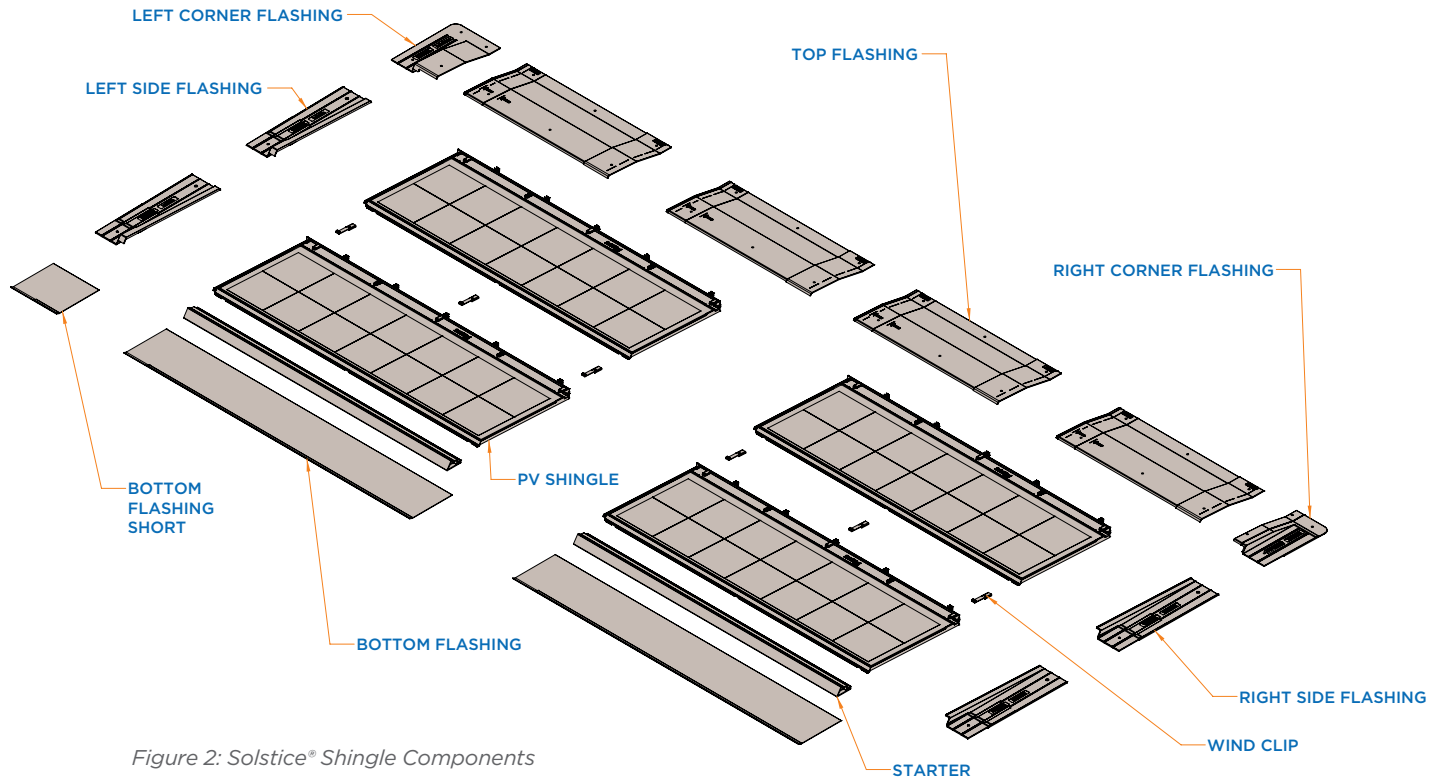 LEFT CORNER FLASHING
TOP FLASHING
LEFT SIDE FLASHING
RIGHT CORNER FLASHING
PV SHINGLE
BOTTOM
FLASHING
SHORT
BOTTOM FLASHING
RIGHT SIDE FLASHING
WIND CLIP
STARTER
Figure 2: Solstice® Shingle Components